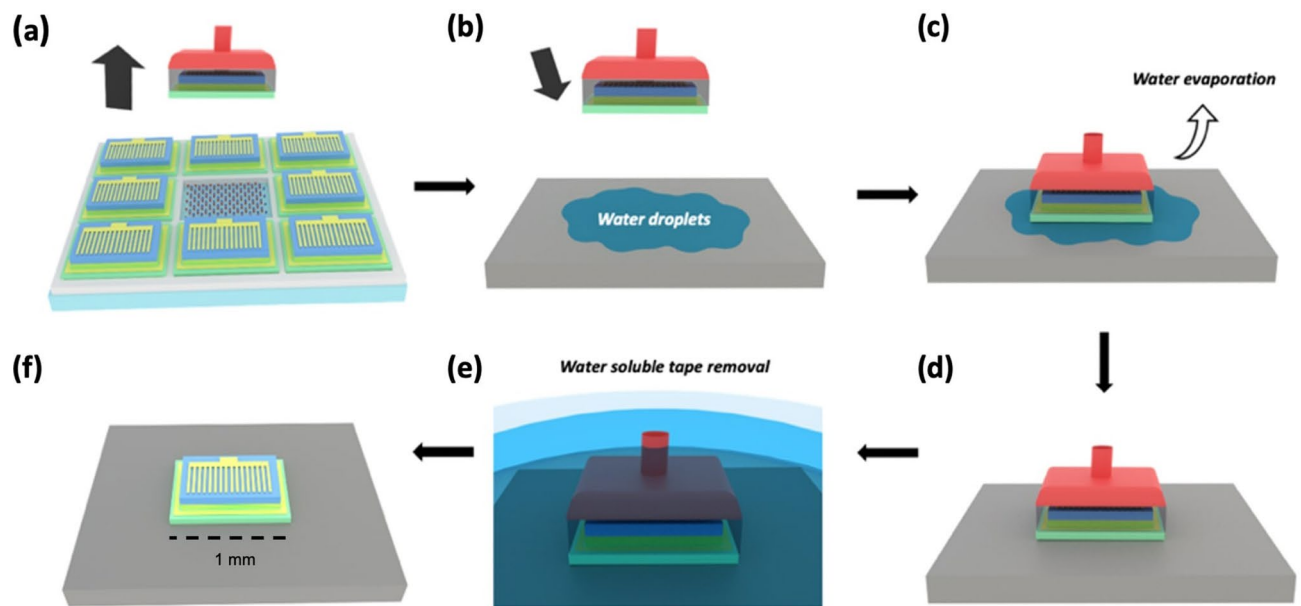 (a)
(b)
(c)
Water evaporation
Water droplets
(f)
(e)
(d)
Water soluble tape removal
1 mm